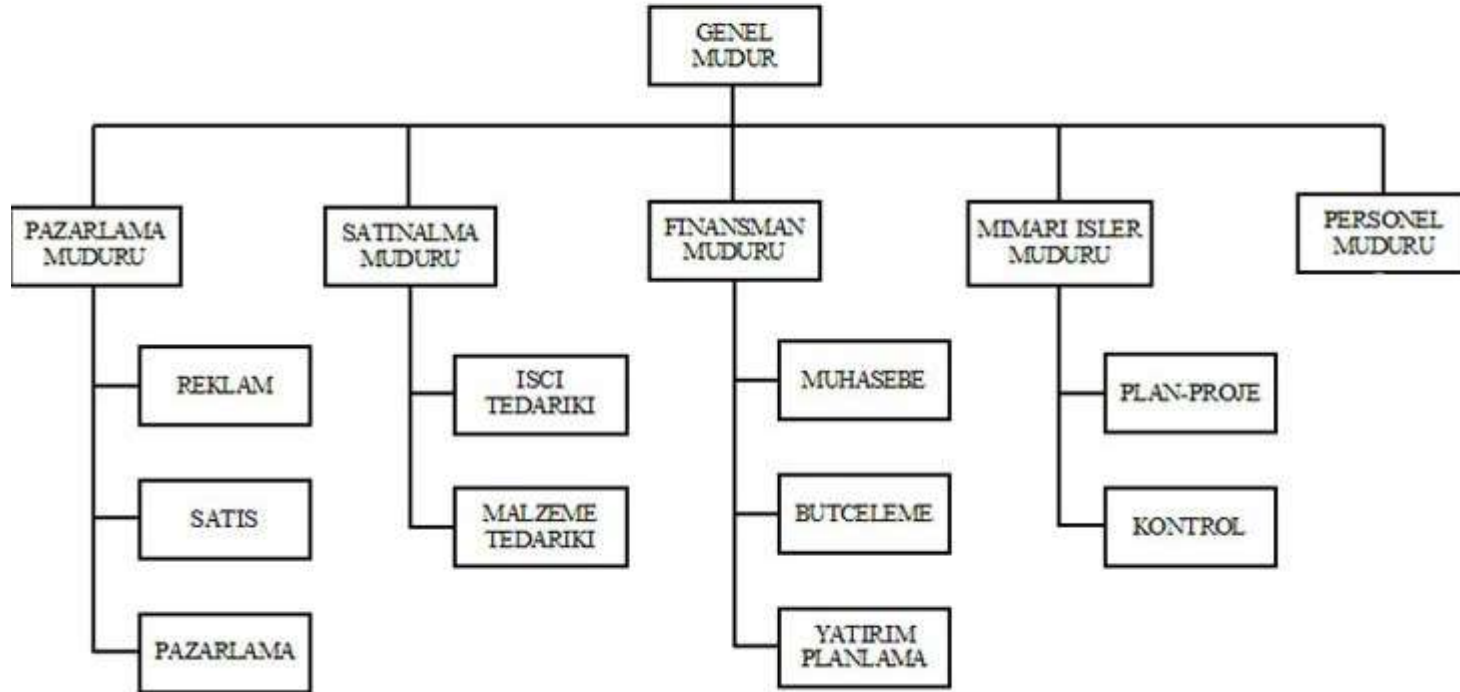 GENEL
MUDUR
PAZARLAMA
MUDURU
SATINALMA
MUDURU
FINANSMAN
MUDURU
MIMARI ISLER
MUDURU
PERSONEL
MUDURU
REKLAM
SATIS
PAZARLAMA
ISCI
TEDARIKI
MALZEME
TEDARIKI
MUHASEBE
BUTCELEME
YATIRIM
PLANLAMA
PLAN-PROJE
KONTROL